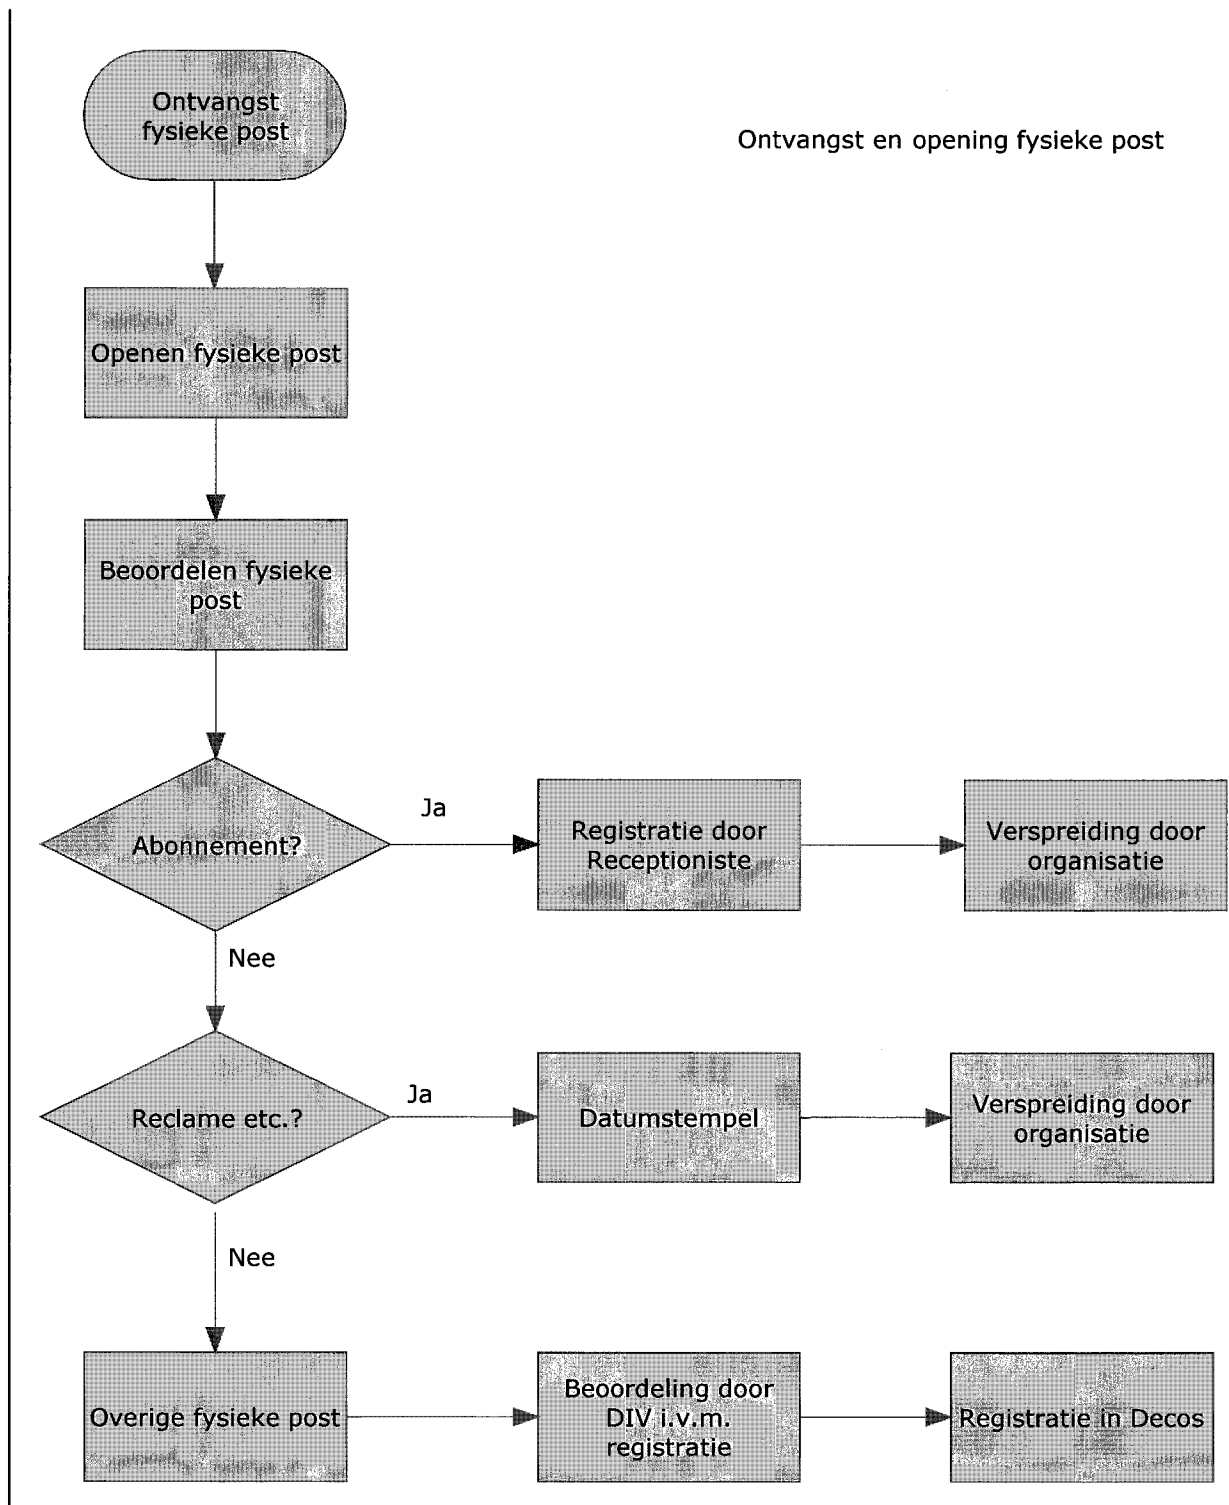 Ontvangst
fysieke post
Ontvangst en opening fysieke post
Openen fysieke post
Beoordelen fysieke
post
Abonnement?
Ja
Registratie door
Receptioniste
Verspreiding door
organisatie
Nee
Reclame etc.?
Ja
Datumstempel
Verspreiding door
organisatie
Nee
Overige fysieke post
Beoordeling door
DIV i.v.m.
registratie
Registratie in Decos